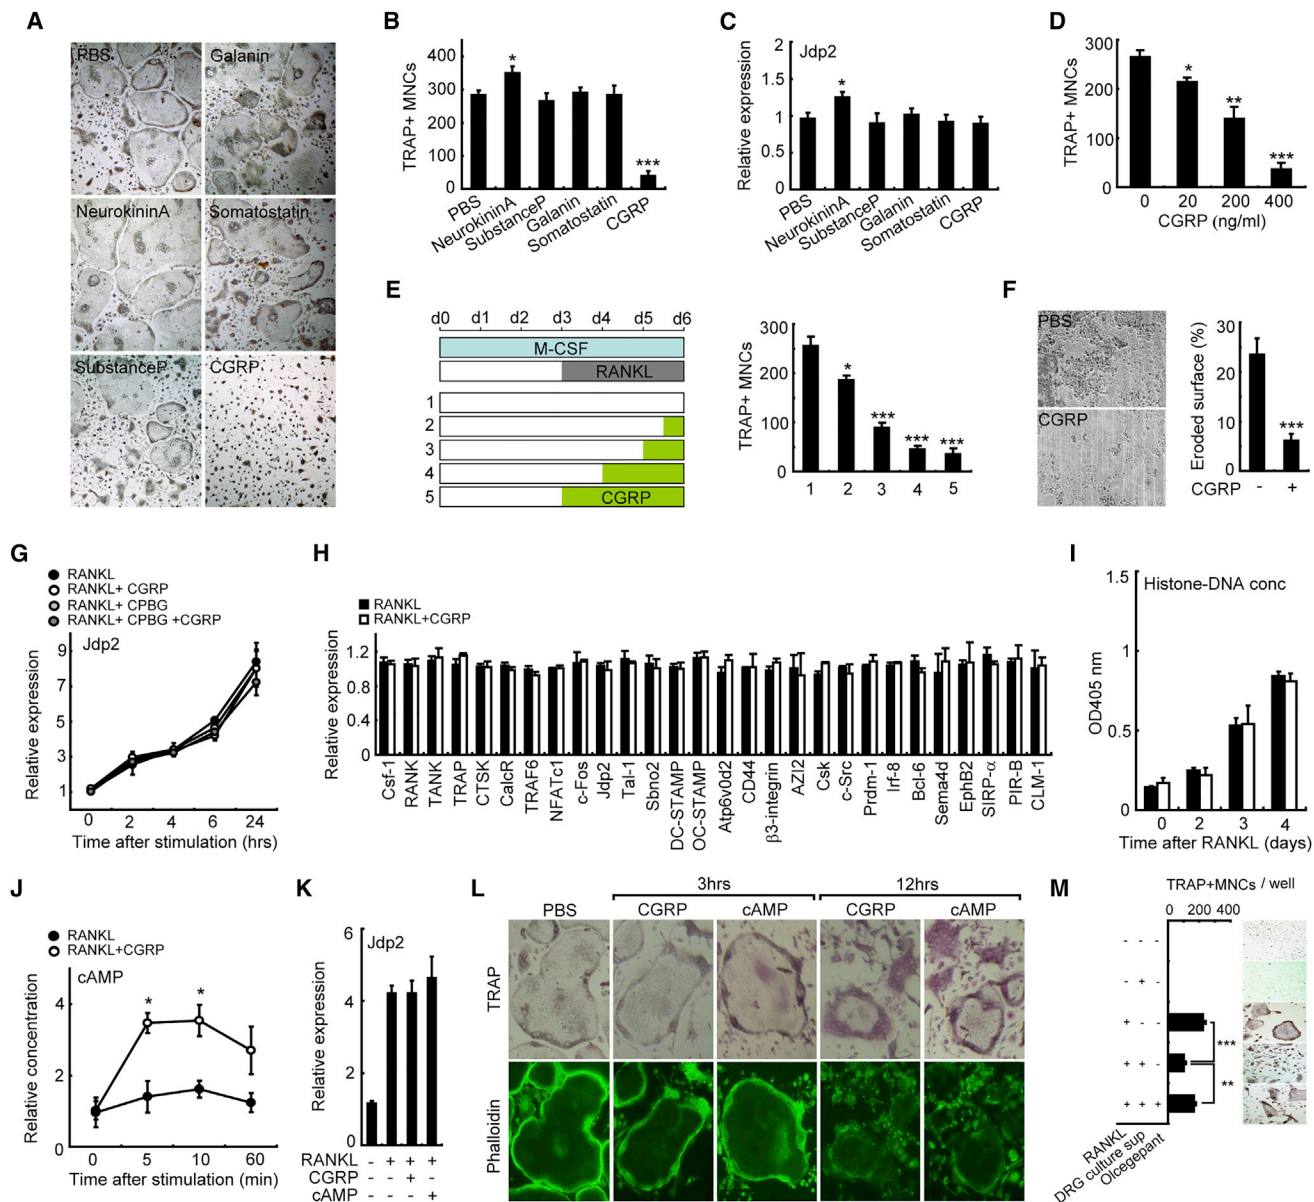 A
PBS
Galanin
NeurokininA
Somatostatin
SubstanceP
CGRP
B
TRAP+ MNCs
400
300
200
100
0
*
***
PBS
NeurokininA
SubstanceP
Galanin
Somatostatin
CGRP
C
Jdp2
Relative expression
2
1.5
1
0.5
0
*
PBS
NeurokininA
SubstanceP
Galanin
Somatostatin
CGRP
D
TRAP+ MNCs
300
200
100
0
*
**
***
0 20 200 400
CGRP (ng/ml)
E
d0 d1 d2 d3 d4 d5 d6
M-CSF
RANKL
1
2
3
4
5
CGRP
TRAP+ MNCs
300
200
100
0
*
***
***
***
1 2 3 4 5
F
PBS
CGRP
Eroded surface (%)
30
20
10
0
***
CGRP - +
G
RANKL
RANKL+ CGRP
RANKL+ CPBG
RANKL+ CPBG +CGRP
Jdp2
Relative expression
9
7
5
3
1
0 2 4 6 24
Time after stimulation (hrs)
H
RANKL
RANKL+CGRP
Relative expression
1.2
0.8
0.4
0
Csf-1
RANK
TANK
TRAP
CTSK
CalcR
TRAF6
NFATc1
c-Fos
Jdp2
Tal-1
Sbno2
DC-STAMP
OC-STAMP
Atp6v0d2
CD44
β3-integrin
AZI2
Csk
c-Src
Prdm-1
Irf-8
Bcl-6
Sema4d
EphB2
SIRP-α
PIR-B
CLM-1
I
Histone-DNA conc
OD405 nm
1.5
1
0.5
0
0 2 3 4
Time after RANKL (days)
J
RANKL
RANKL+CGRP
cAMP
Relative concentration
4
2
0
* *
0 5 10 60
Time after stimulation (min)
K
Jdp2
Relative expression
6
4
2
0
RANKL - + + +
CGRP +
cAMP +
L
3hrs 12hrs
PBS CGRP cAMP CGRP cAMP
TRAP
Phalloidin
M
TRAP+MNCs / well
0 200 400
- - -
- + -
+ - -
+ + -
+ + +
***
**
RANKL
DRG culture sup
Olcegepant